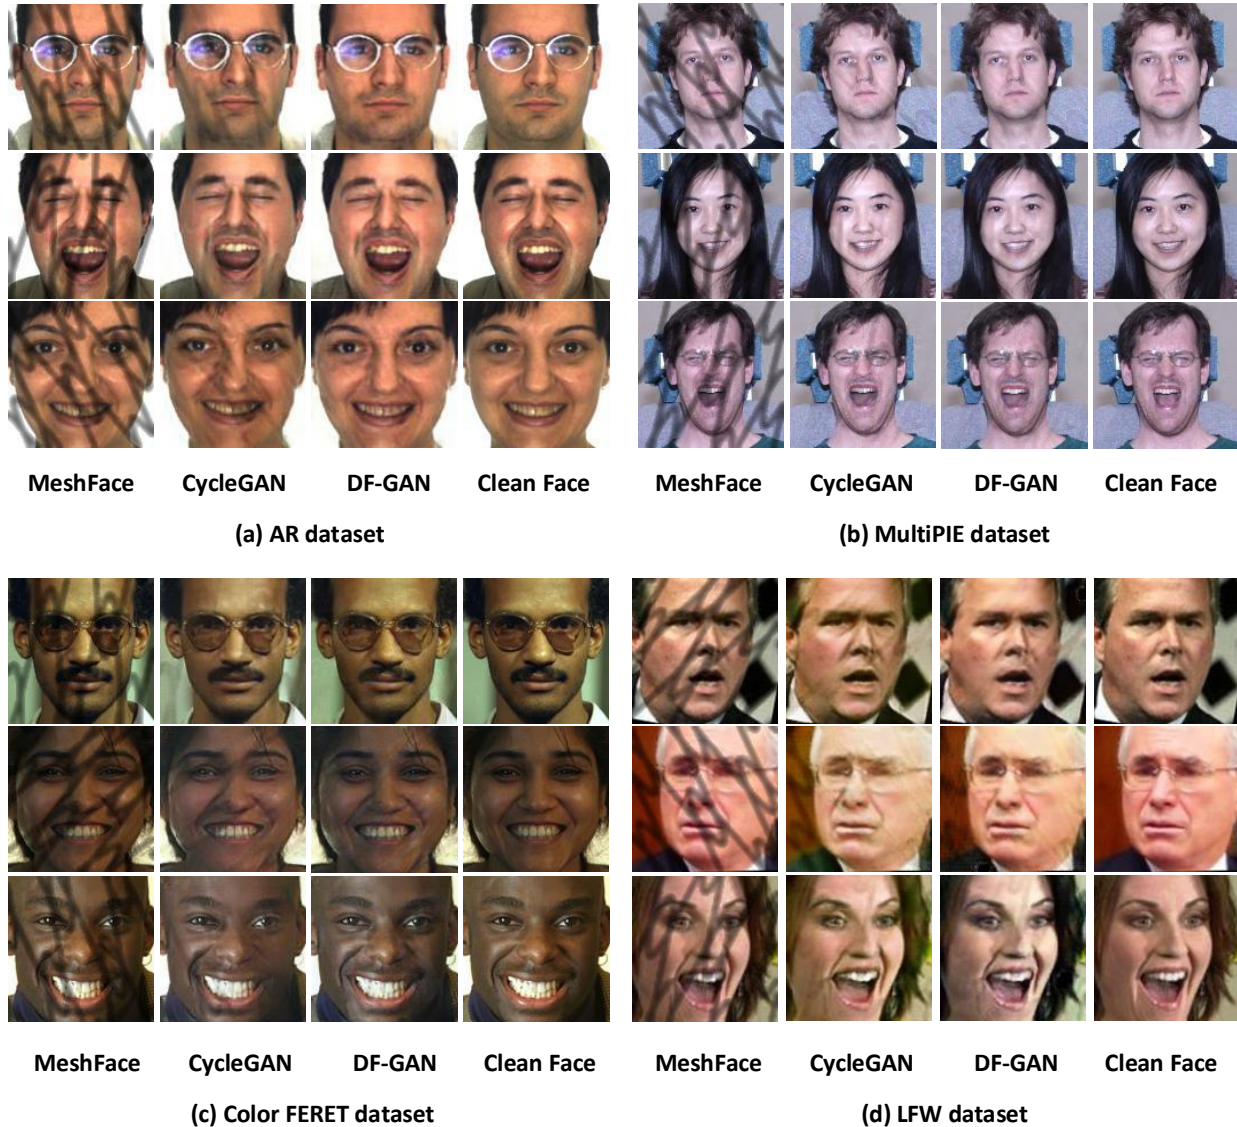 MeshFace CycleGAN DF-GAN Clean Face
(a) AR dataset
MeshFace CycleGAN DF-GAN Clean Face
(b) MultiPIE dataset
MeshFace CycleGAN DF-GAN Clean Face
(c) Color FERET dataset
MeshFace CycleGAN DF-GAN Clean Face
(d) LFW dataset